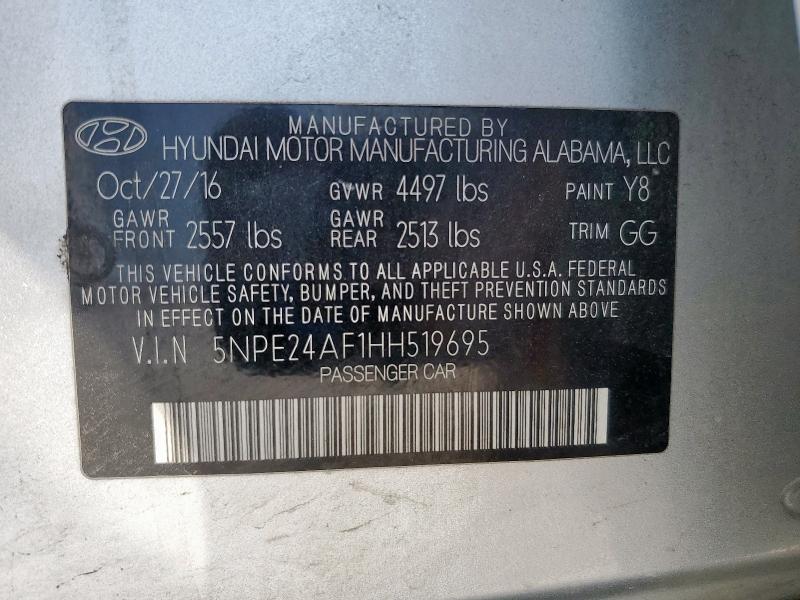 MANUFACTURED BY
HYUNDAI MOTOR MANUFACTURING ALABAMA, LLC
Oct/27/16 GVWR 4497 lbs PAINT Y8
GAWR FRONT 2557 lbs GAWR REAR 2513 lbs TRIM GG
THIS VEHICLE CONFORMS TO ALL APPLICABLE U.S.A. FEDERAL
MOTOR VEHICLE SAFETY, BUMPER, AND THEFT PREVENTION STANDARDS
IN EFFECT ON THE DATE OF MANUFACTURE SHOWN ABOVE.
V.I.N 5NPE24AF1HH519695
PASSENGER CAR